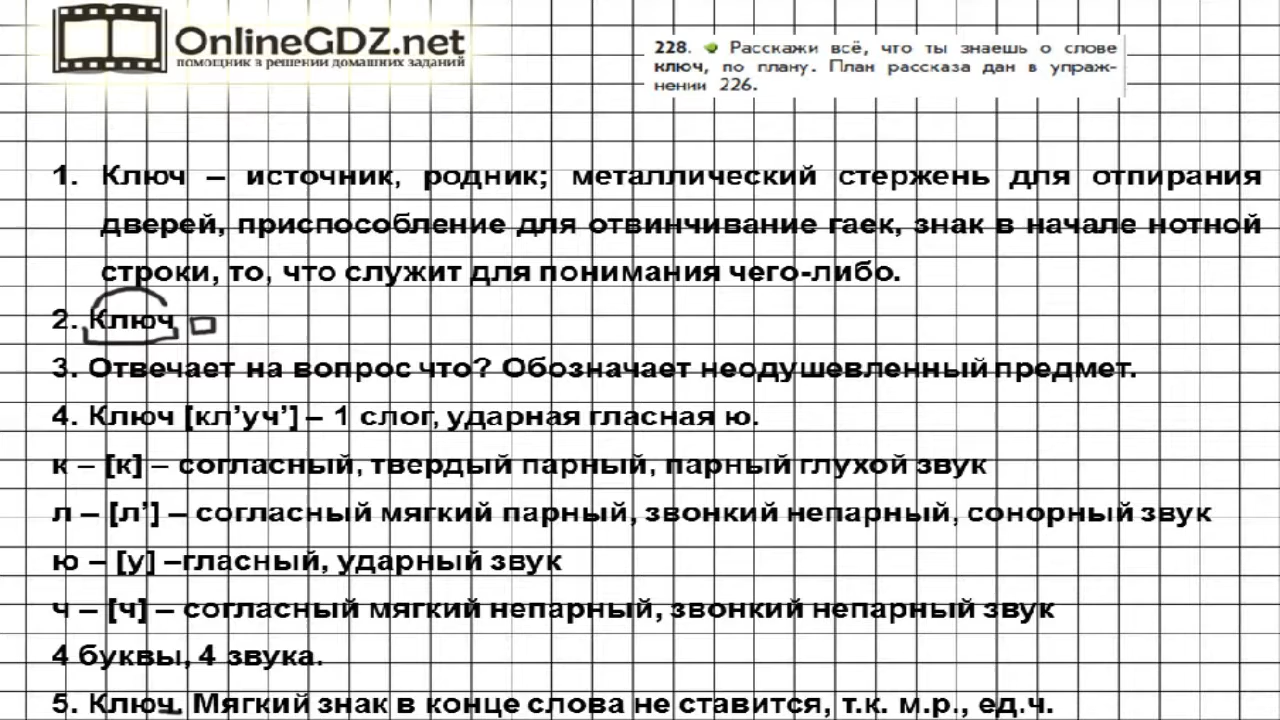 OnlineGDZ.net
помощник в решении домашних заданий
228. Расскажи всё, что ты знаешь о слове
ключ, по плану. План рассказа дан в упраж-
нении 226.
1. Ключ – источник, родник; металлический стержень для отпирания
дверей, приспособление для отвинчивание гаек, знак в начале нотной
строки, то, что служит для понимания чего-либо.
2. Ключ
3. Отвечает на вопрос что? Обозначает неодушевленный предмет.
4. Ключ [кл’уч’] – 1 слог, ударная гласная ю.
к – [к] – согласный, твердый парный, парный глухой звук
л – [л’] – согласный мягкий парный, звонкий непарный, сонорный звук
ю – [у] –гласный, ударный звук
ч – [ч] – согласный мягкий непарный, звонкий непарный звук
4 буквы, 4 звука.
5. Ключ. Мягкий знак в конце слова не ставится, т.к. м.р., ед.ч.